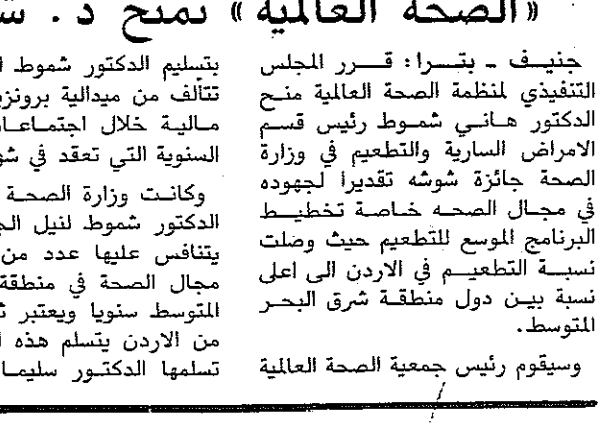 «الصحة العالمية» تمنح د.
جنيف - بترا: قرر المجلس
التنفيذي لمنظمة الصحة العالمية منح
الدكتور هاني شموط رئيس قسم
الامراض السارية والتطعيم في وزارة
الصحة جائزة شوشه تقديرا لجهوده
في مجال الصحه خاصة تخطيط
البرنامج الموسع للتطعيم حيث وصلت
نسبة التطعيم في الاردن الى اعلى
نسبة بين دول منطقة شرق البحر
المتوسط.
وسيقوم رئيس جمعية الصحة العالمية
بتسليم الدكتور شموط
تتألف من ميدالية
مالية خلال
السنوية التي تعقد في
وكانت وزارة الصحة
الدكتور شموط لنيل
يتنافس عليها عدد من
مجال الصحة في منطقة
المتوسط سنويا ويعتبر
من الاردن يتسلم هذه
تسلمها الدكتور